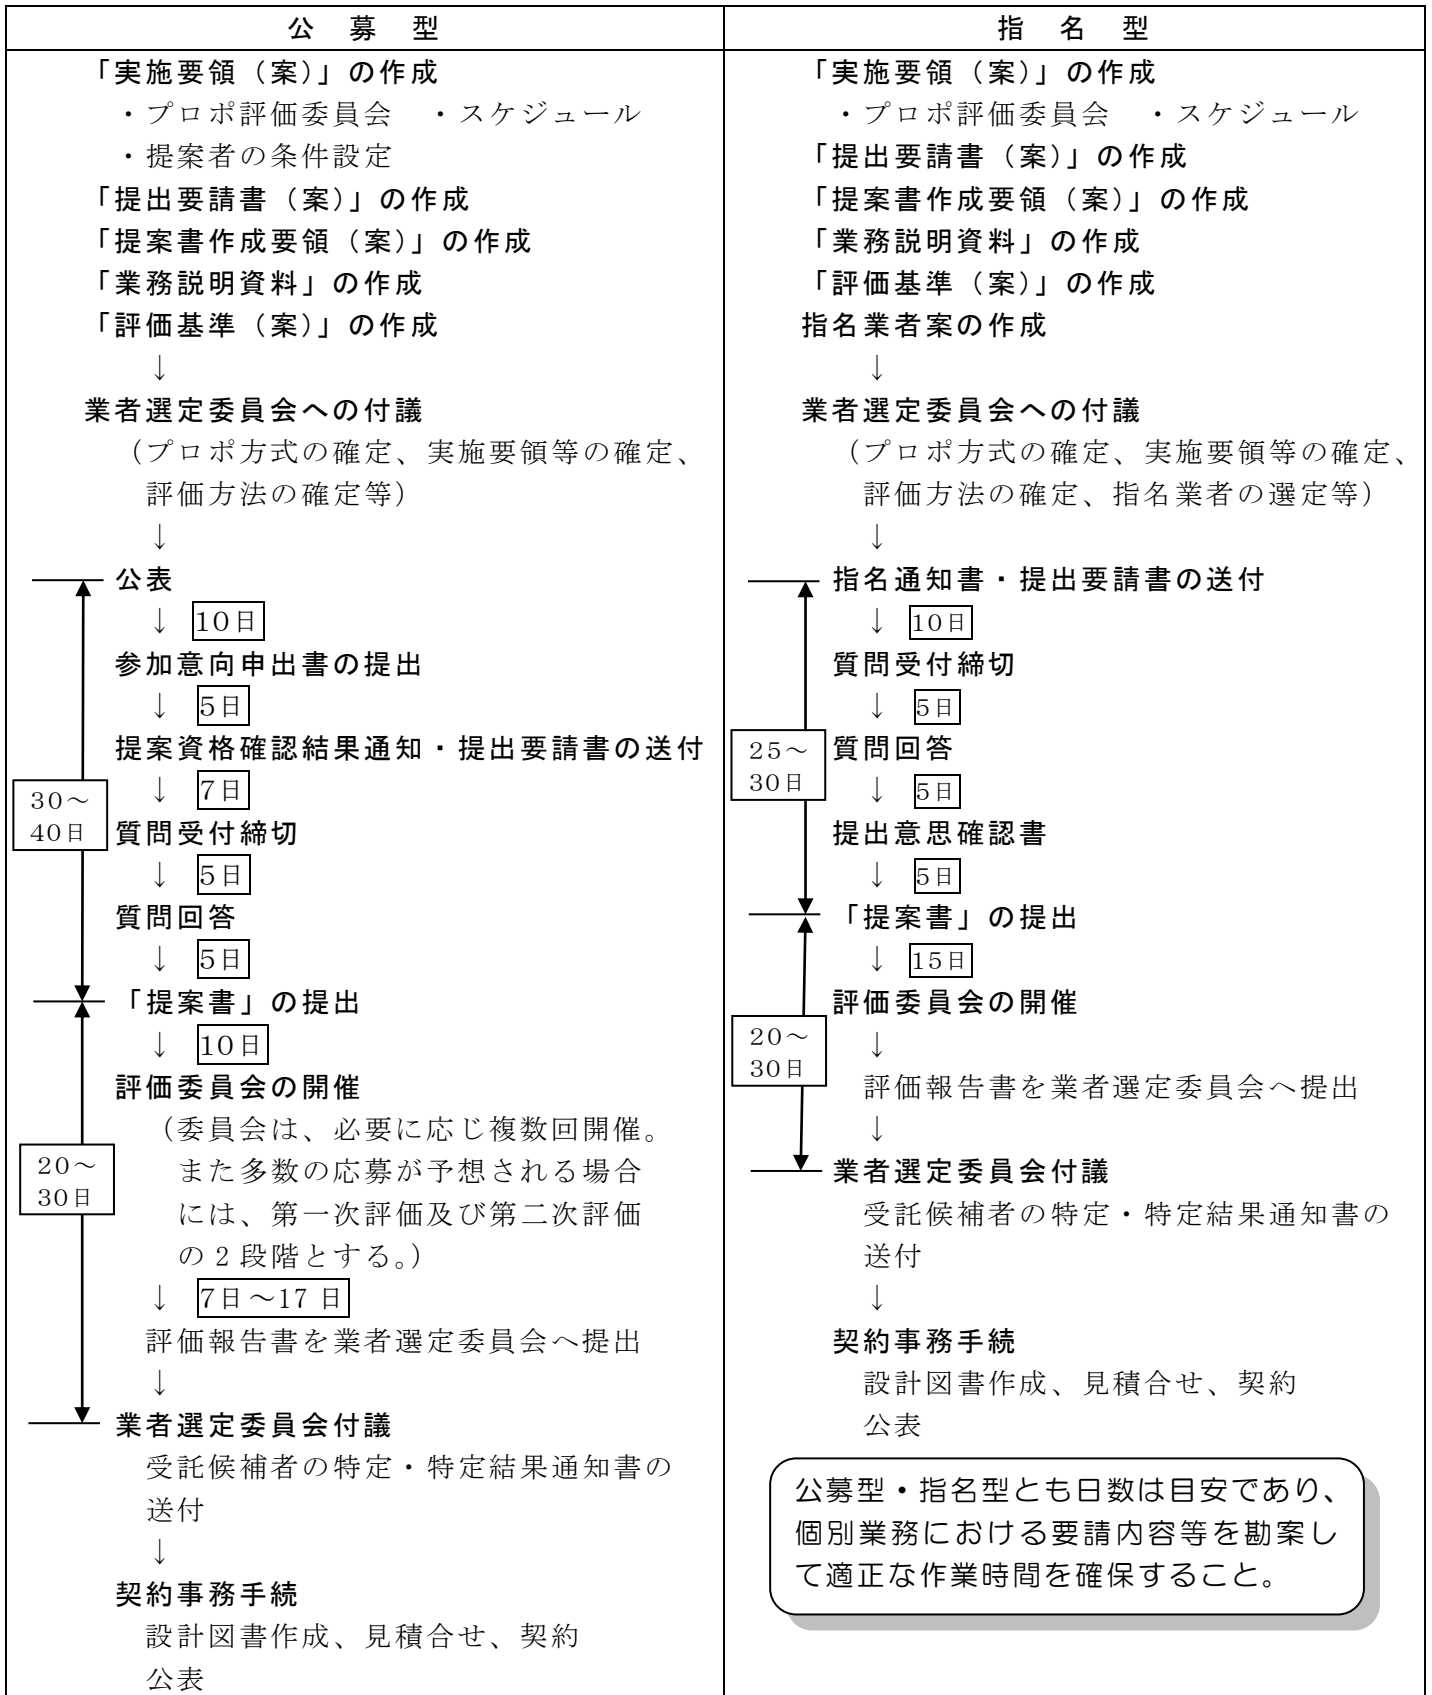 公　募　型
「実施要領（案）」の作成
・プロポ評価委員会　・スケジュール
・提案者の条件設定
「提出要請書（案）」の作成
「提案書作成要領（案）」の作成
「業務説明資料」の作成
「評価基準（案）」の作成
↓
業者選定委員会への付議
（プロポ方式の確定、実施要領等の確定、
評価方法の確定等）
↓
公表
↓ 10日
参加意向申出書の提出
↓ 5日
提案資格確認結果通知・提出要請書の送付
↓ 7日
質問受付締切
↓ 5日
質問回答
↓ 5日
「提案書」の提出
↓ 10日
評価委員会の開催
（委員会は、必要に応じ複数回開催。
また多数の応募が予想される場合
には、第一次評価及び第二次評価
の２段階とする。）
↓ 7日～17 日
評価報告書を業者選定委員会へ提出
↓
業者選定委員会付議
受託候補者の特定・特定結果通知書の
送付
↓
契約事務手続
設計図書作成、見積合せ、契約
公表
30～
40日
20～
30日
指　名　型
「実施要領（案）」の作成
・プロポ評価委員会　・スケジュール
「提出要請書（案）」の作成
「提案書作成要領（案）」の作成
「業務説明資料」の作成
「評価基準（案）」の作成
指名業者案の作成
↓
業者選定委員会への付議
（プロポ方式の確定、実施要領等の確定、
評価方法の確定、指名業者の選定等）
↓
指名通知書・提出要請書の送付
↓ 10日
質問受付締切
↓ 5日
質問回答
↓ 5日
提出意思確認書
↓ 5日
「提案書」の提出
↓ 15日
評価委員会の開催
↓
評価報告書を業者選定委員会へ提出
↓
業者選定委員会付議
受託候補者の特定・特定結果通知書の
送付
↓
契約事務手続
設計図書作成、見積合せ、契約
公表
25～
30日
20～
30日
公募型・指名型とも日数は目安であり、
個別業務における要請内容等を勘案し
て適正な作業時間を確保すること。